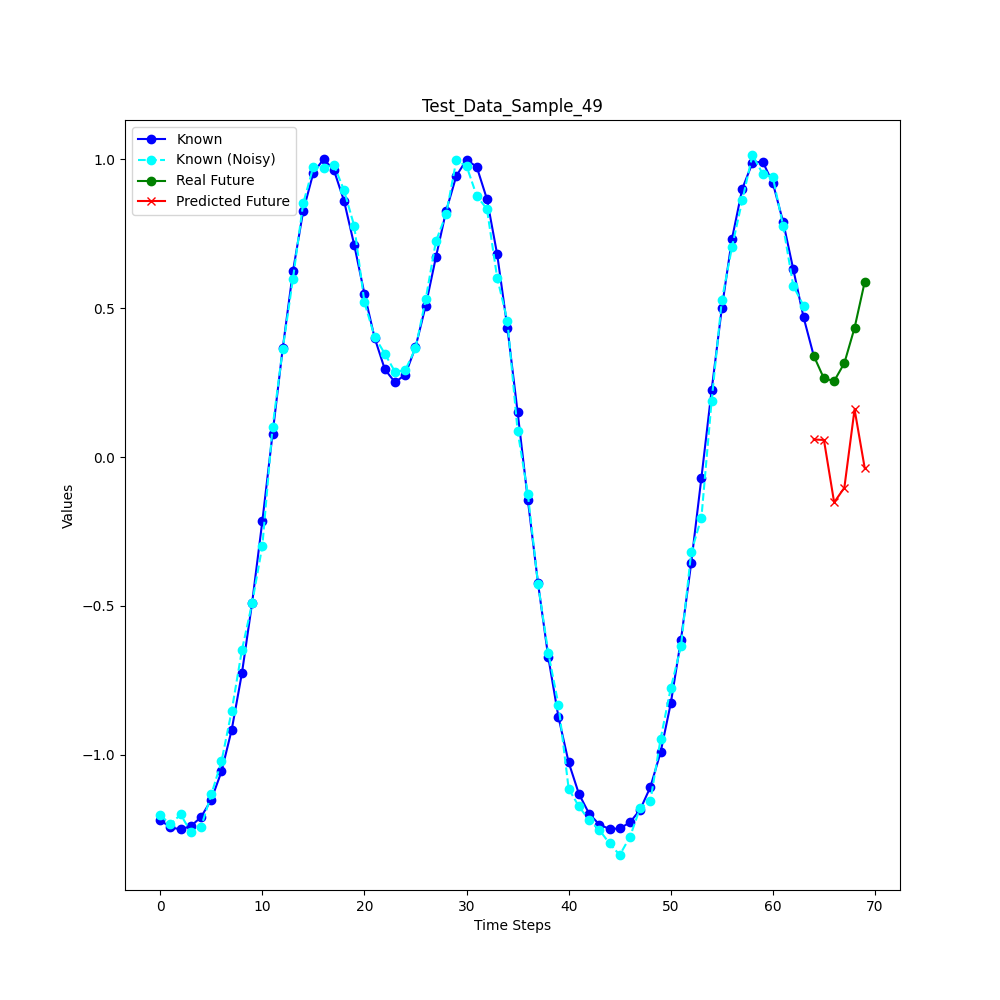 Test_Data_Sample_49
Known
Known (Noisy)
Real Future
Predicted Future
1.0
0.5
0.0
−0.5
−1.0
Values
0 10 20 30 40 50 60 70
Time Steps